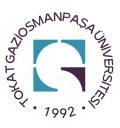 TOKAT GAZİOSMANPAŞA ÜNİVERSİTESİ
• 1992 •